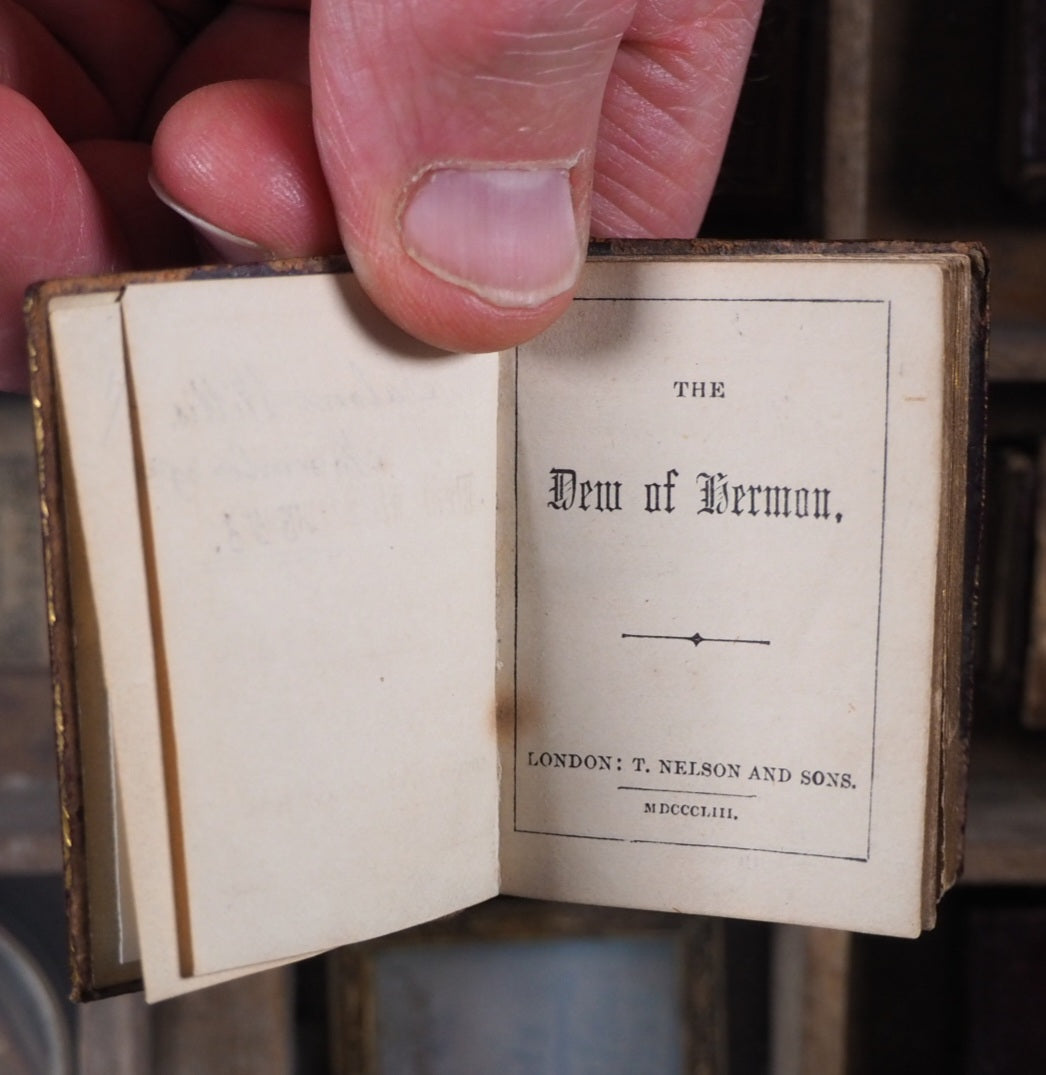 THE
Dew of Hermon.
LONDON: T. NELSON AND SONS.
MDCCCLIII.